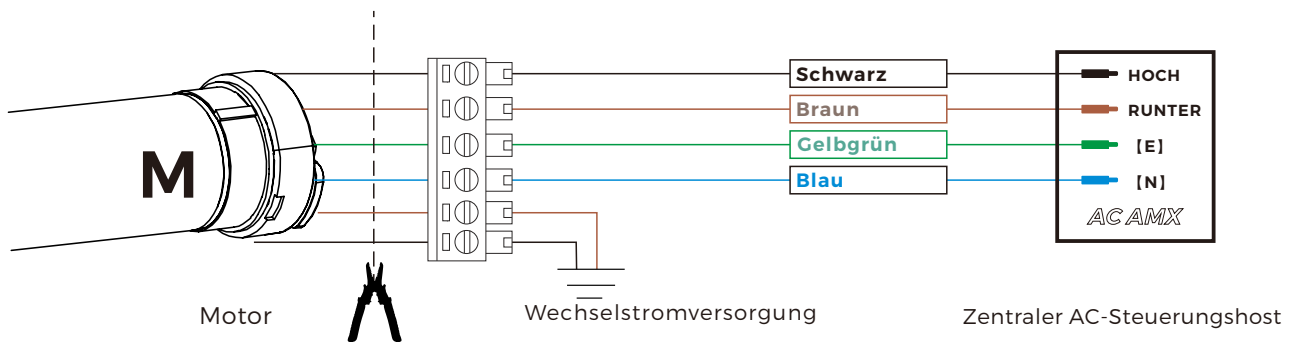 Schwarz
HOCH
Braun
RUNTER
Gelbgrün
[E]
Blau
[N]
M
AC AMX
Motor
Wechselstromversorgung
Zentraler AC-Steuerungshost